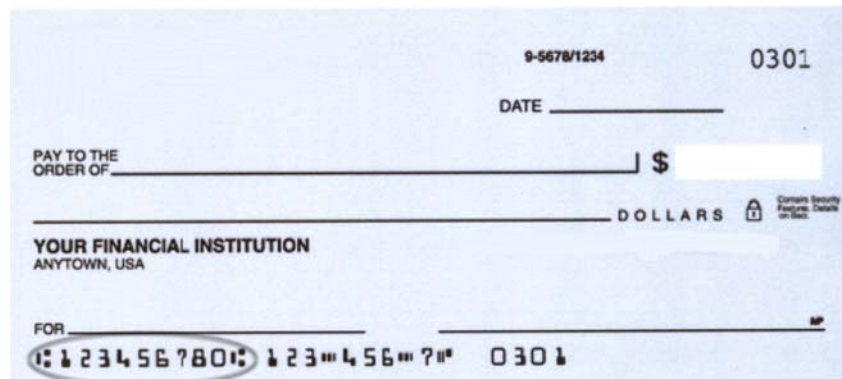 9-5678/1234 0301
DATE
PAY TO THE
ORDER OF $
DOLLARS
Contains Security
Features. Details
on Back.
YOUR FINANCIAL INSTITUTION
ANYTOWN, USA
FOR
MP
⑆123456780⑆ 123⑉456⑉7⑈ 0301